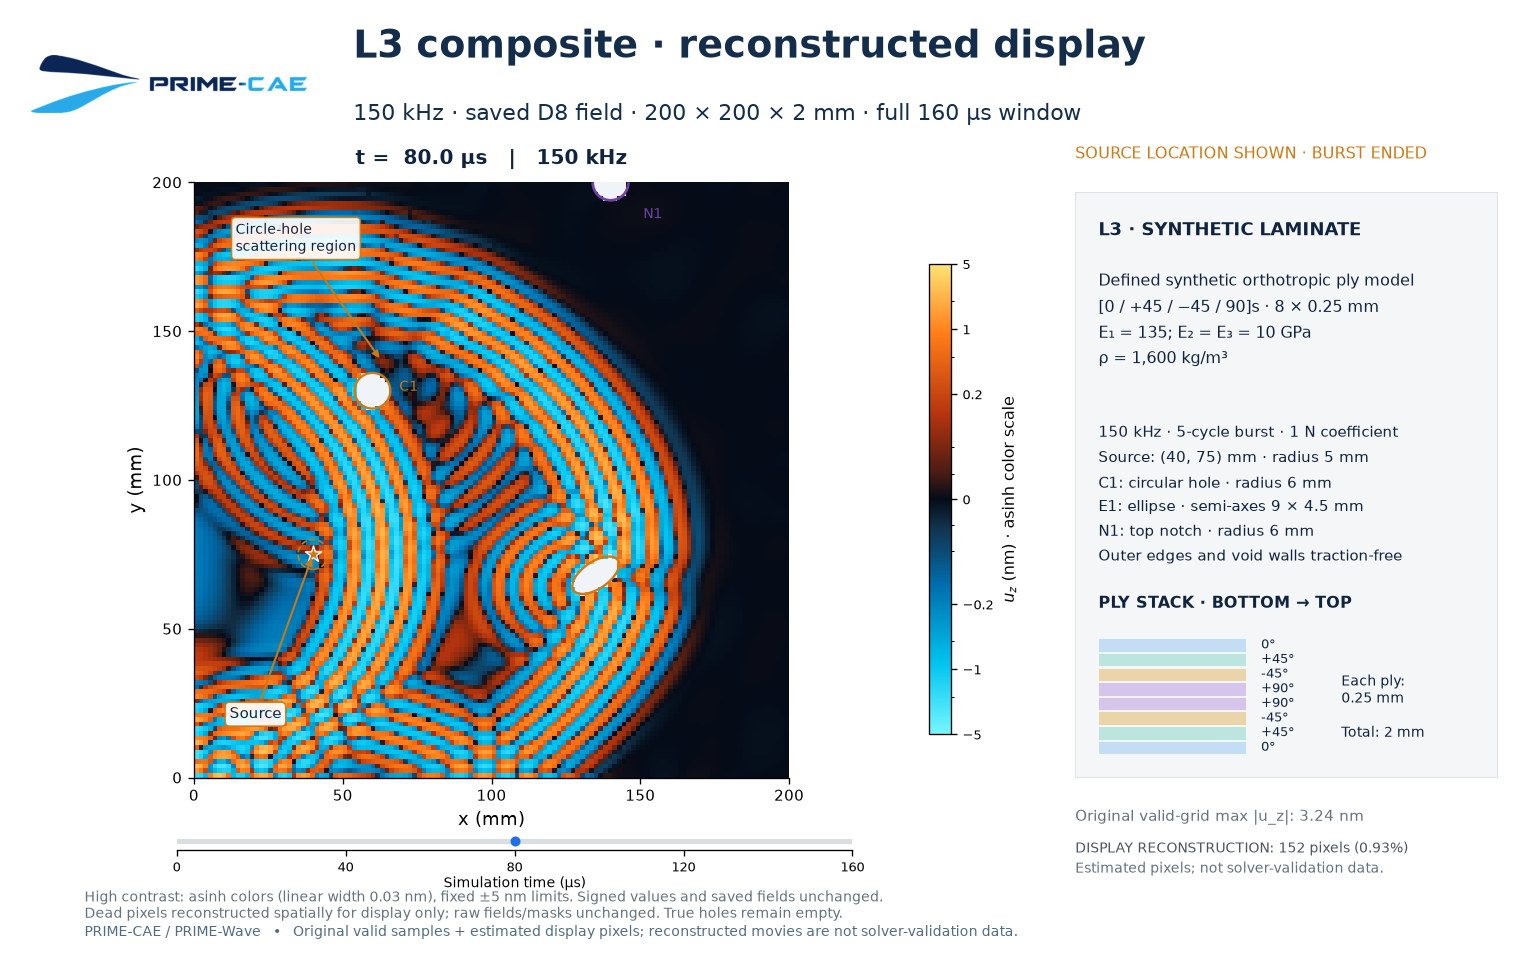 L3 composite · reconstructed display
PRIME-CAE
150 kHz · saved D8 field · 200 × 200 × 2 mm · full 160 µs window
t = 80.0 µs | 150 kHz
SOURCE LOCATION SHOWN · BURST ENDED
200
150
100
50
0
y (mm)
0
50
100
150
200
x (mm)
Circle-hole
scattering region
C1
N1
Source
5
1
0.2
0
−0.2
−1
−5
u_z (nm) · asinh color scale
L3 · SYNTHETIC LAMINATE
Defined synthetic orthotropic ply model
[0 / +45 / −45 / 90]s · 8 × 0.25 mm
E₁ = 135; E₂ = E₃ = 10 GPa
ρ = 1,600 kg/m³
150 kHz · 5-cycle burst · 1 N coefficient
Source: (40, 75) mm · radius 5 mm
C1: circular hole · radius 6 mm
E1: ellipse · semi-axes 9 × 4.5 mm
N1: top notch · radius 6 mm
Outer edges and void walls traction-free
PLY STACK · BOTTOM → TOP
0°
+45°
-45°
+90°
+90°
-45°
+45°
0°
Each ply:
0.25 mm
Total: 2 mm
Original valid-grid max |u_z|: 3.24 nm
DISPLAY RECONSTRUCTION: 152 pixels (0.93%)
Estimated pixels; not solver-validation data.
0
40
80
120
160
Simulation time (µs)
High contrast: asinh colors (linear width 0.03 nm), fixed ±5 nm limits. Signed values and saved fields unchanged.
Dead pixels reconstructed spatially for display only; raw fields/masks unchanged. True holes remain empty.
PRIME-CAE / PRIME-Wave • Original valid samples + estimated display pixels; reconstructed movies are not solver-validation data.